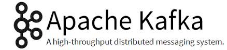 Apache Kafka
A high-throughput distributed messaging system.